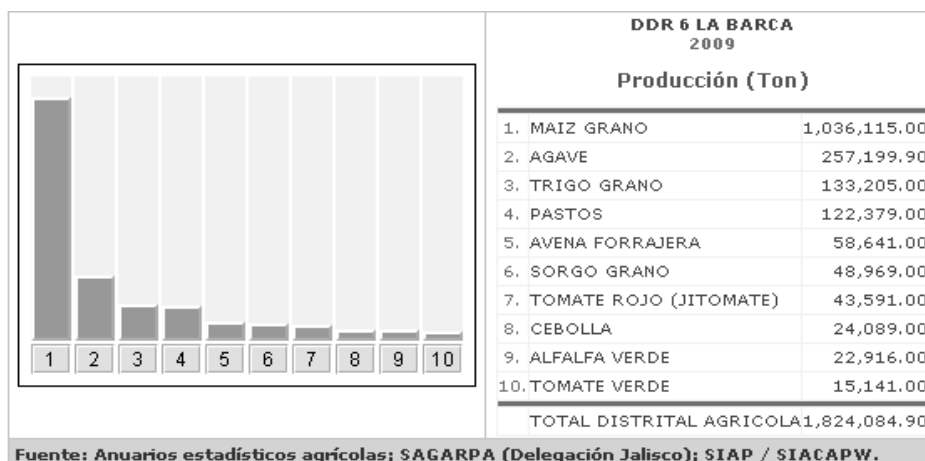 DDR 6 LA BARCA
2009
Producción (Ton)
1. MAIZ GRANO 1,036,115.00
2. AGAVE 257,199.90
3. TRIGO GRANO 133,205.00
4. PASTOS 122,379.00
5. AVENA FORRAJERA 58,641.00
6. SORGO GRANO 48,969.00
7. TOMATE ROJO (JITOMATE) 43,591.00
8. CEBOLLA 24,089.00
9. ALFALFA VERDE 22,916.00
10. TOMATE VERDE 15,141.00
TOTAL DISTRITAL AGRICOLA 1,824,084.90
1 2 3 4 5 6 7 8 9 10
Fuente: Anuarios estadísticos agrícolas; SAGARPA (Delegación Jalisco); SIAP / SIACAPW.